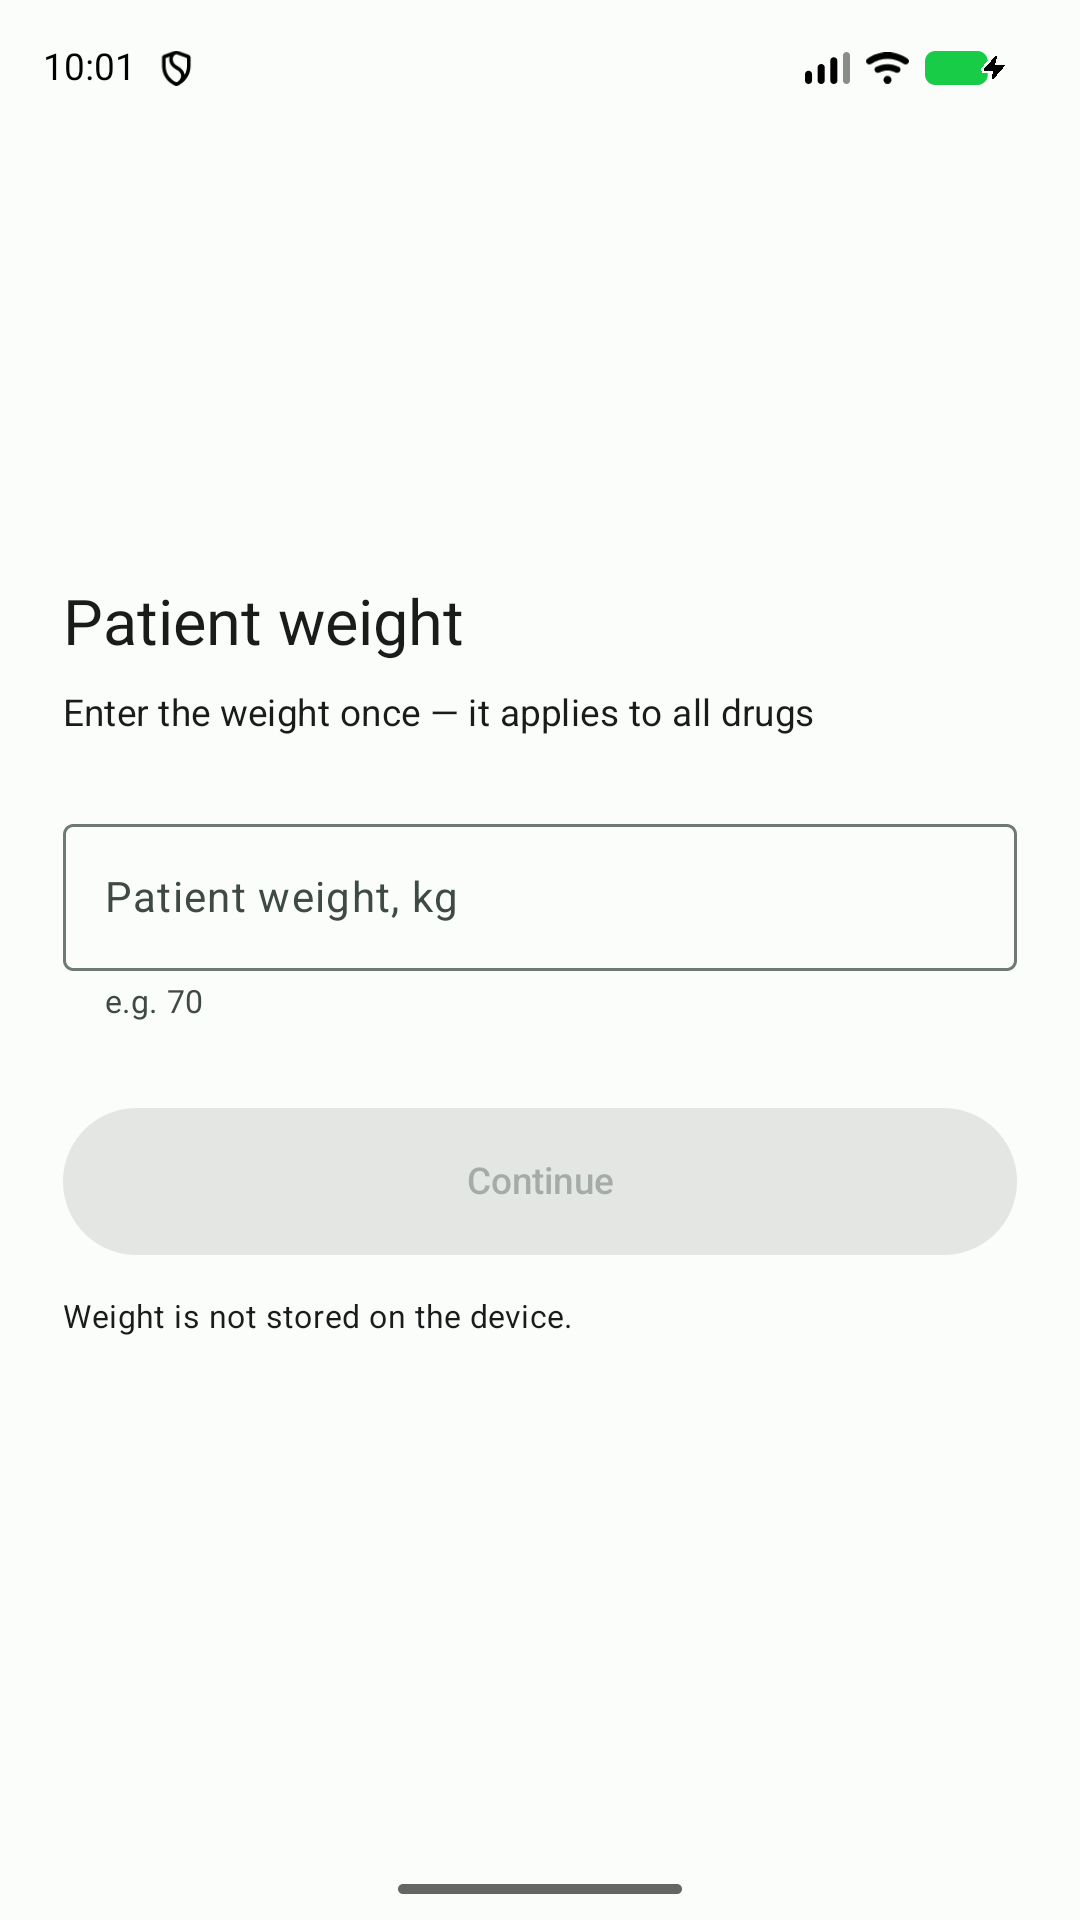 10:01
Patient weight
Enter the weight once — it applies to all drugs
Patient weight, kg
e.g. 70
Continue
Weight is not stored on the device.